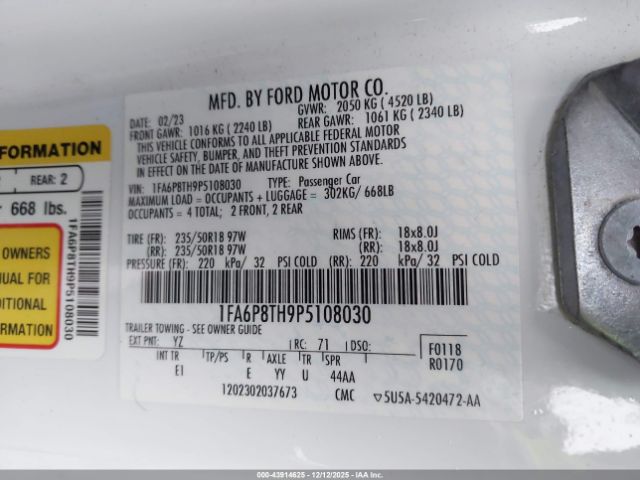 MFD. BY FORD MOTOR CO.
DATE: 02/23 GVWR: 2050 KG ( 4520 LB)
FRONT GAWR: 1016 KG ( 2240 LB) REAR GAWR: 1061 KG ( 2340 LB)
THIS VEHICLE CONFORMS TO ALL APPLICABLE FEDERAL MOTOR
VEHICLE SAFETY, BUMPER, AND THEFT PREVENTION STANDARDS
IN EFFECT ON THE DATE OF MANUFACTURE SHOWN ABOVE.
VIN: 1FA6P8TH9P5108030 TYPE: Passenger Car
MAXIMUM LOAD = OCCUPANTS + LUGGAGE = 302KG/ 668LB
OCCUPANTS = 4 TOTAL; 2 FRONT, 2 REAR
TIRE (FR): 235/50R18 97W RIMS (FR): 18x8.0J
(RR): 235/50R18 97W (RR): 18x8.0J
PRESSURE (FR): 220 kPa/ 32 PSI COLD (RR): 220 kPa/ 32 PSI COLD
1FA6P8TH9P5108030
TRAILER TOWING - SEE OWNER GUIDE
EXT PNT: YZ RC: 71 DSO:
F0118
R0170
INT TR TP/PS R AXLE TR SPR
EI E YY U 44AA
1202302037673 CMC 5U5A-5420472-AA
FORMATION
REAR: 2
668 lbs.
OWNERS
NUAL FOR
DITIONAL
RMATION
1FA6P8TH9P5108030
00-43914625 - 12/12/2025 - COPYRIGHT IAA, LLC.